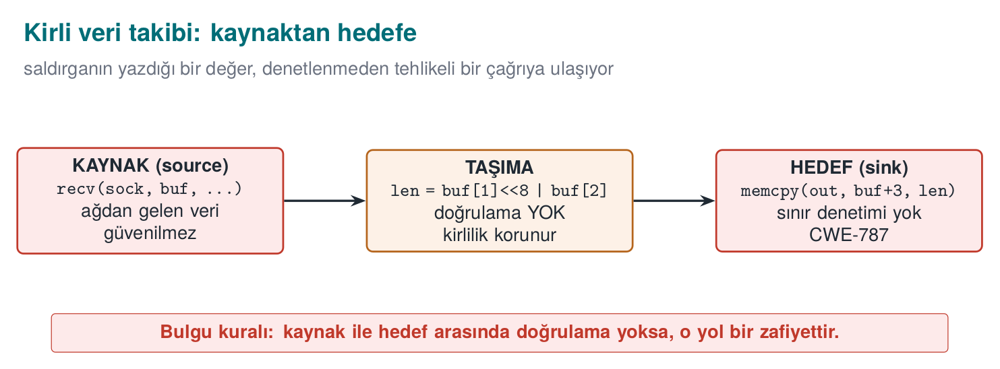 Kirli veri takibi: kaynaktan hedefe
saldırganın yazdığı bir değer, denetlenmeden tehlikeli bir çağrıya ulaşıyor
KAYNAK (source)
recv(sock, buf, ...)
ağdan gelen veri
güvenilmez
TAŞIMA
len = buf[1]<<8 | buf[2]
doğrulama YOK
kirlilik korunur
HEDEF (sink)
memcpy(out, buf+3, len)
sınır denetimi yok
CWE-787
Bulgu kuralı: kaynak ile hedef arasında doğrulama yoksa, o yol bir zafiyettir.